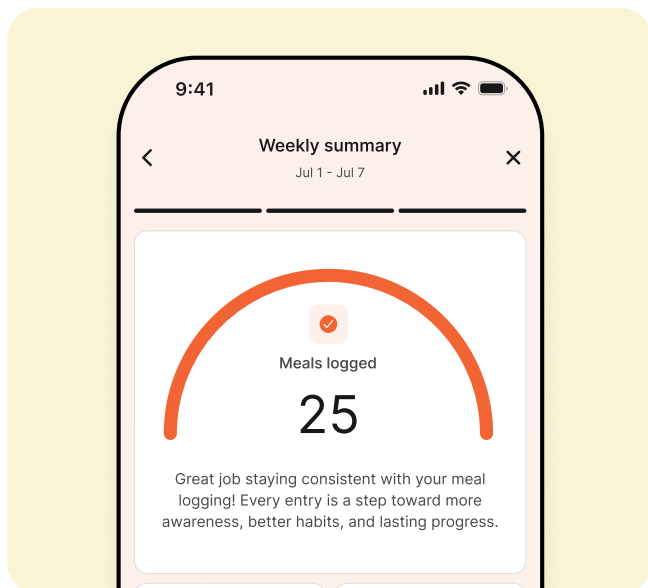 9:41
Weekly summary
Jul 1 - Jul 7
Meals logged
25
Great job staying consistent with your meal
logging! Every entry is a step toward more
awareness, better habits, and lasting progress.